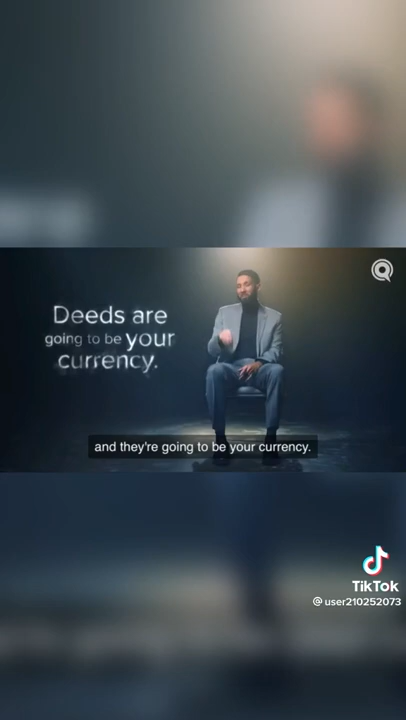 Deeds are
going to be your
currency.
and they're going to be your currency.
TikTok
@user210252073